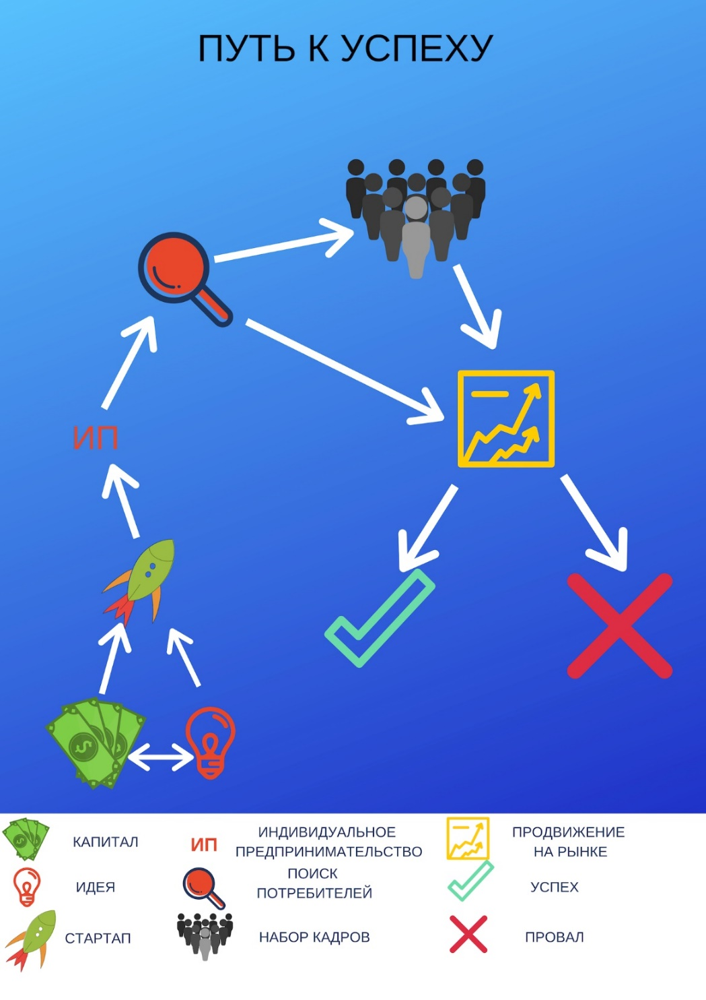 ПУТЬ К УСПЕХУ
ИП
КАПИТАЛ
ИДЕЯ
СТАРТАП
ИП
ИНДИВИДУАЛЬНОЕ
ПРЕДПРИНИМАТЕЛЬСТВО
ПОИСК
ПОТРЕБИТЕЛЕЙ
НАБОР КАДРОВ
ПРОДВИЖЕНИЕ
НА РЫНКЕ
УСПЕХ
ПРОВАЛ